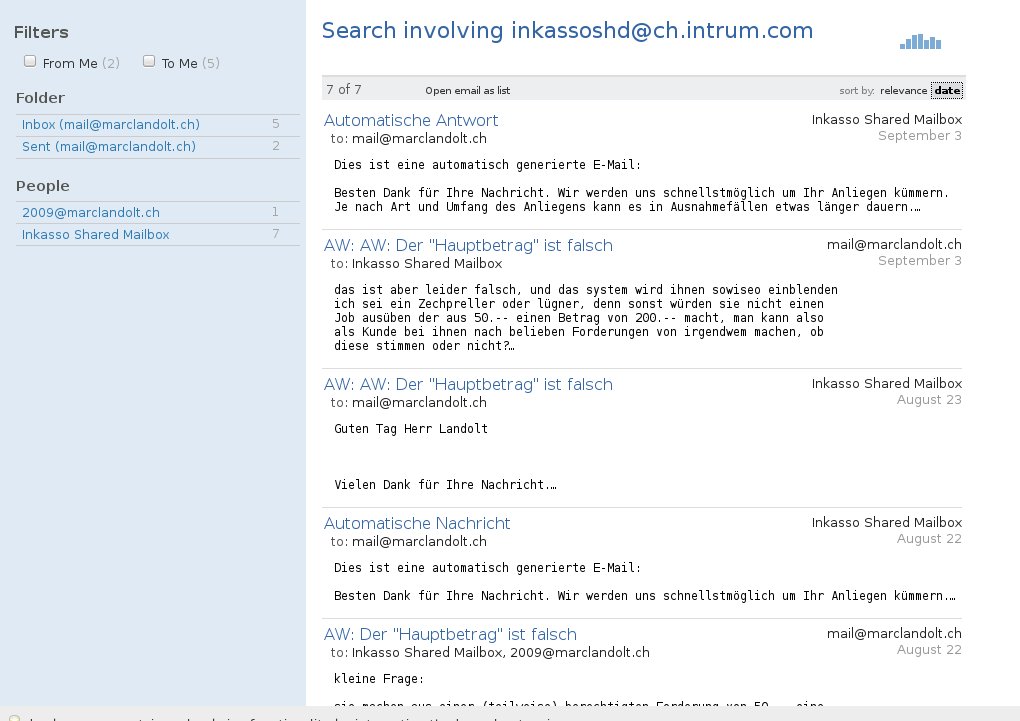 Filters
From Me (2) To Me (5)
Folder
Inbox (mail@marclandolt.ch) 5
Sent (mail@marclandolt.ch) 2
People
2009@marclandolt.ch 1
Inkasso Shared Mailbox 7
Search involving inkassoshd@ch.intrum.com
7 of 7 Open email as list sort by: relevance date
Automatische Antwort Inkasso Shared Mailbox
to: mail@marclandolt.ch September 3
Dies ist eine automatisch generierte E-Mail:
Besten Dank für Ihre Nachricht. Wir werden uns schnellstmöglich um Ihr Anliegen kümmern.
Je nach Art und Umfang des Anliegens kann es in Ausnahmefällen etwas länger dauern.…
AW: AW: Der "Hauptbetrag" ist falsch mail@marclandolt.ch
to: Inkasso Shared Mailbox September 3
das ist aber leider falsch, und das system wird ihnen sowiseo einblenden
ich sei ein Zechpreller oder lügner, denn sonst würden sie nicht einen
Job ausüben der aus 50.-- einen Betrag von 200.-- macht, man kann also
als Kunde bei ihnen nach belieben Forderungen von irgendwem machen, ob
diese stimmen oder nicht?…
AW: AW: Der "Hauptbetrag" ist falsch Inkasso Shared Mailbox
to: mail@marclandolt.ch August 23
Guten Tag Herr Landolt
Vielen Dank für Ihre Nachricht.…
Automatische Nachricht Inkasso Shared Mailbox
to: mail@marclandolt.ch August 22
Dies ist eine automatisch generierte E-Mail:
Besten Dank für Ihre Nachricht. Wir werden uns schnellstmöglich um Ihr Anliegen kümmern.…
AW: Der "Hauptbetrag" ist falsch mail@marclandolt.ch
to: Inkasso Shared Mailbox, 2009@marclandolt.ch August 22
kleine Frage: